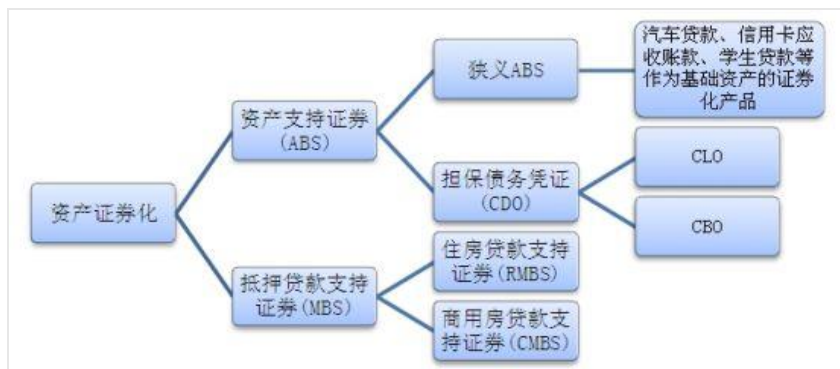 资产证券化
资产支持证券
(ABS)
狭义ABS
汽车贷款、信用卡应
收账款、学生贷款等
作为基础资产的证券
化产品
担保债务凭证
(CDO)
CLO
CBO
抵押贷款支持
证券(MBS)
住房贷款支持
证券(RMBS)
商用房贷款支
持证券(CMBS)